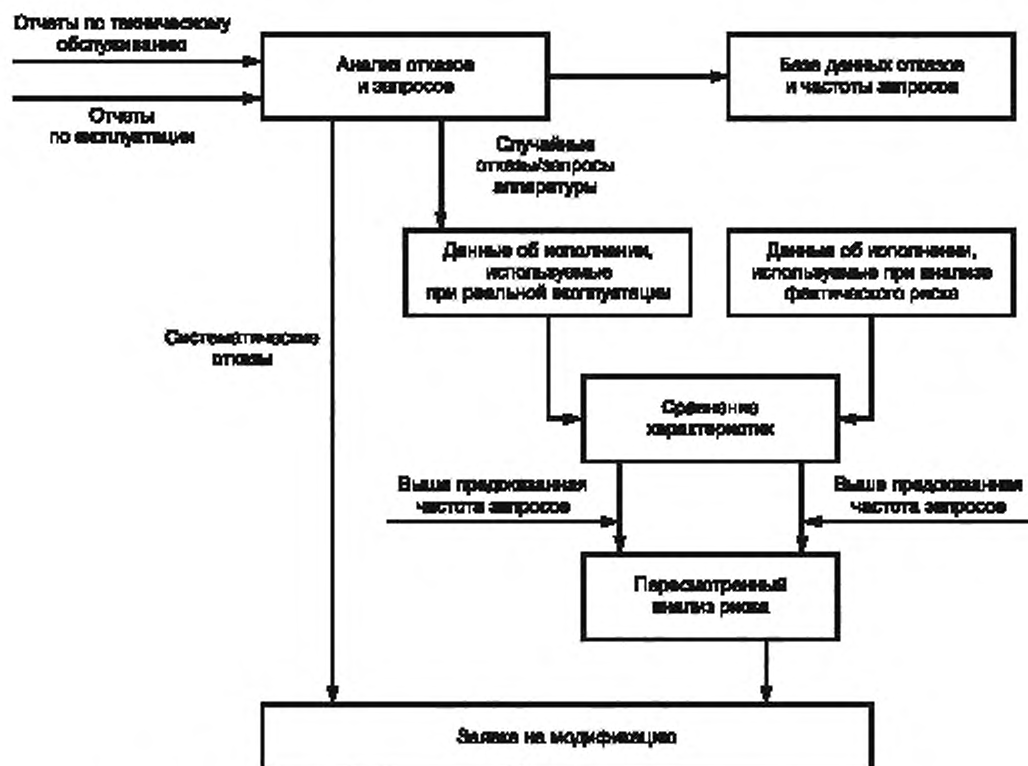 Отчеты по техническому
обслуживанию
Отчеты
по эксплуатации
Анализ отказов
и запросов
База данных отказов
и частоты запросов
Случайные
отказы/запросы
аппаратуры
Данные об исполнении,
используемые
при реальной эксплуатации
Данные об исполнении,
используемые при анализе
фактического риска
Систематические
отказы
Сравнение
характеристик
Выше предсказанная
частота запросов
Выше предсказанная
частота запросов
Пересмотренный
анализ риска
Заявка на модификацию